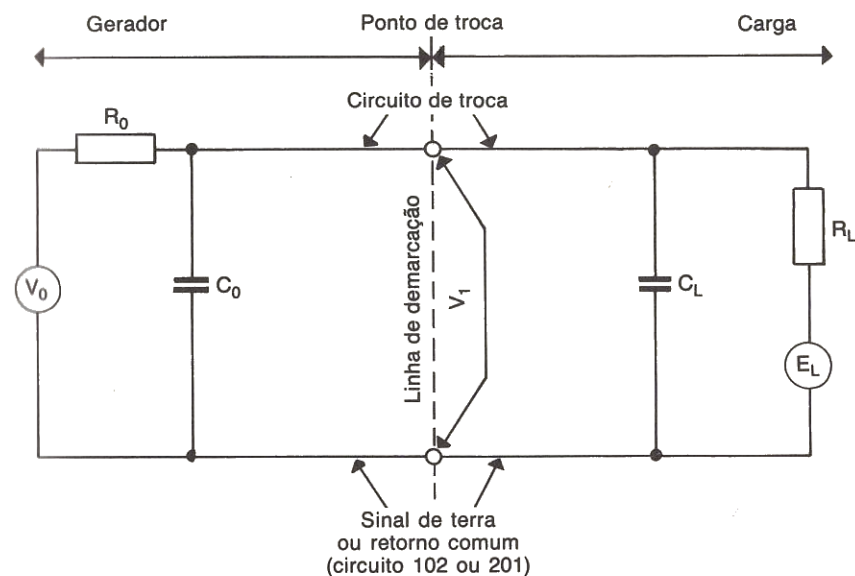 Gerador
Ponto de troca
Carga
Circuito de troca
R0
V0
C0
Linha de demarcação
V1
CL
RL
EL
Sinal de terra
ou retorno comum
(circuito 102 ou 201)